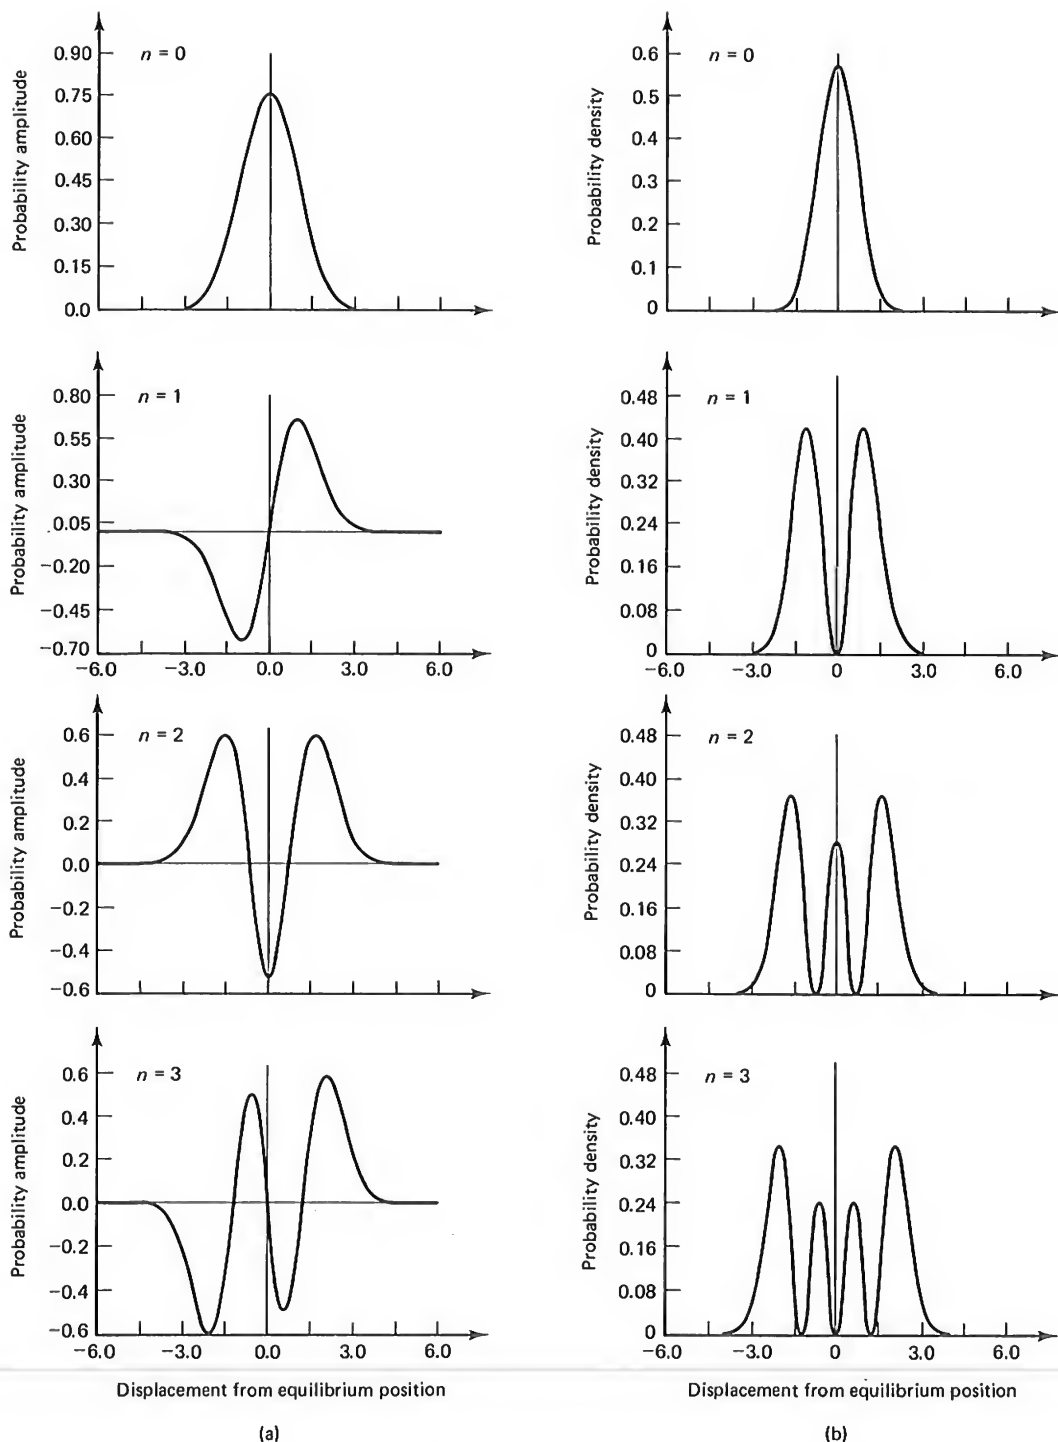 n = 0
Probability amplitude
0.90
0.75
0.60
0.45
0.30
0.15
0.0
n = 0
Probability density
0.6
0.5
0.4
0.3
0.2
0.1
0
n = 1
Probability amplitude
0.80
0.55
0.30
0.05
−0.20
−0.45
−0.70
−6.0 −3.0 0.0 3.0 6.0
n = 1
Probability density
0.48
0.40
0.32
0.24
0.16
0.08
0
−6.0 −3.0 0 3.0 6.0
n = 2
Probability amplitude
0.6
0.4
0.2
0.0
−0.2
−0.4
−0.6
n = 2
Probability density
0.48
0.40
0.32
0.24
0.16
0.08
0
n = 3
Probability amplitude
0.6
0.4
0.2
0.0
−0.2
−0.4
−0.6
−6.0 −3.0 0.0 3.0 6.0
Displacement from equilibrium position
(a)
n = 3
Probability density
0.48
0.40
0.32
0.24
0.16
0.08
0
−6.0 −3.0 0 3.0 6.0
Displacement from equilibrium position
(b)